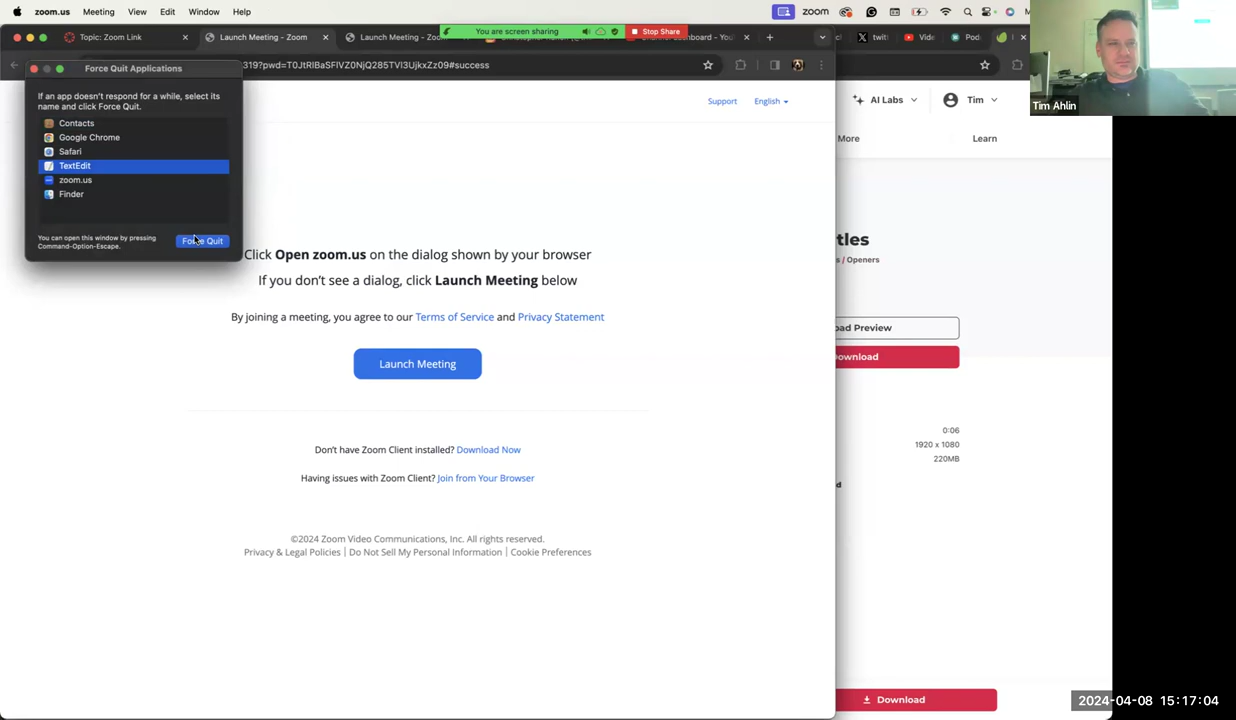 zoom.us Meeting View Edit Window Help
zoom
Topic: Zoom Link
Launch Meeting - Zoom
Launch Meeting - Zoo
You are screen sharing
Stop Share
Dashboard - You
twitt
Vide
Pod
319?pwd=T0JtRlBaSFlVZ0NjQ285TVl3UjkxZz09#success
Force Quit Applications
If an app doesn't respond for a while, select its
name and click Force Quit.
Contacts
Google Chrome
Safari
TextEdit
zoom.us
Finder
You can open this window by pressing
Command-Option-Escape.
Force Quit
Support
English
AI Labs
Tim
Tim Ahlin
More
Learn
Click Open zoom.us on the dialog shown by your browser
If you don't see a dialog, click Launch Meeting below
By joining a meeting, you agree to our Terms of Service and Privacy Statement
Launch Meeting
Don't have Zoom Client installed? Download Now
Having issues with Zoom Client? Join from Your Browser
©2024 Zoom Video Communications, Inc. All rights reserved.
Privacy & Legal Policies | Do Not Sell My Personal Information | Cookie Preferences
tles
s / Openers
oad Preview
ownload
0:06
1920 x 1080
220MB
d
Download
2024-04-08 15:17:04